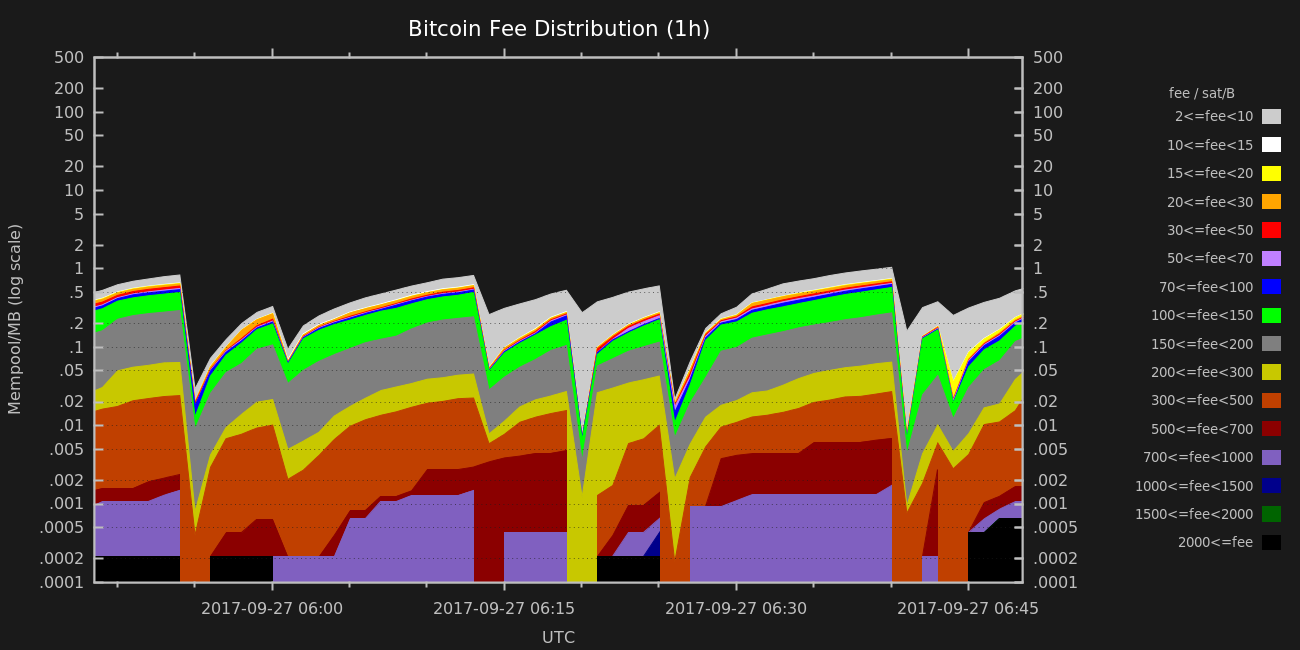 Bitcoin Fee Distribution (1h)
Mempool/MB (log scale)
500
200
100
50
20
10
5
2
1
.5
.2
.1
.05
.02
.01
.005
.002
.001
.0005
.0002
.0001
500
200
100
50
20
10
5
2
1
.5
.2
.1
.05
.02
.01
.005
.002
.001
.0005
.0002
.0001
2017-09-27 06:00
2017-09-27 06:15
2017-09-27 06:30
2017-09-27 06:45
UTC
fee / sat/B
2<=fee<10
10<=fee<15
15<=fee<20
20<=fee<30
30<=fee<50
50<=fee<70
70<=fee<100
100<=fee<150
150<=fee<200
200<=fee<300
300<=fee<500
500<=fee<700
700<=fee<1000
1000<=fee<1500
1500<=fee<2000
2000<=fee